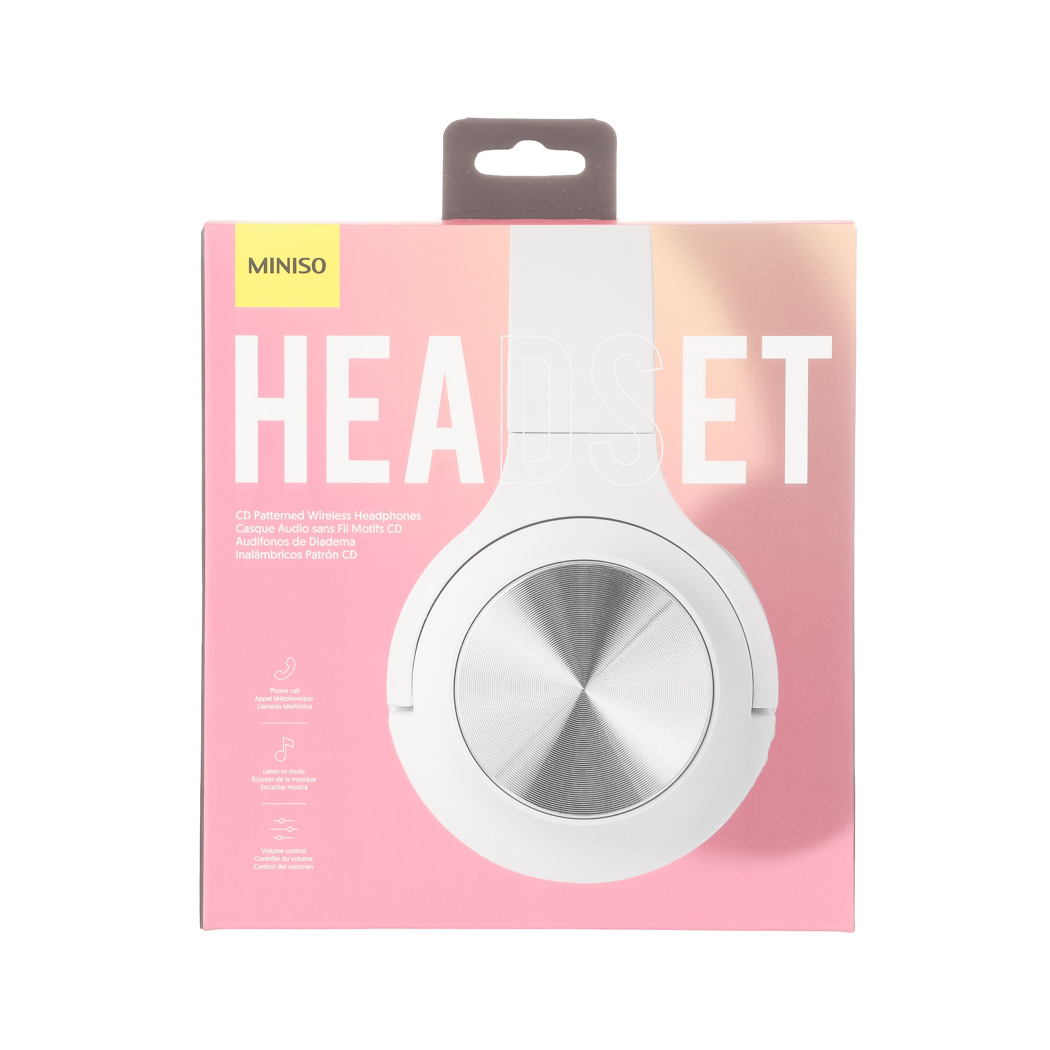 MINISO
HEADSET
CD Patterned Wireless Headphones
Casque Audio sans Fil Motifs CD
Audífonos de Diadema
Inalámbricos Patrón CD
Phone call
Appel téléphonique
Llamada telefónica
Listen to music
Écouter de la musique
Escuchar música
Volume control
Contrôle du volume
Control del volumen